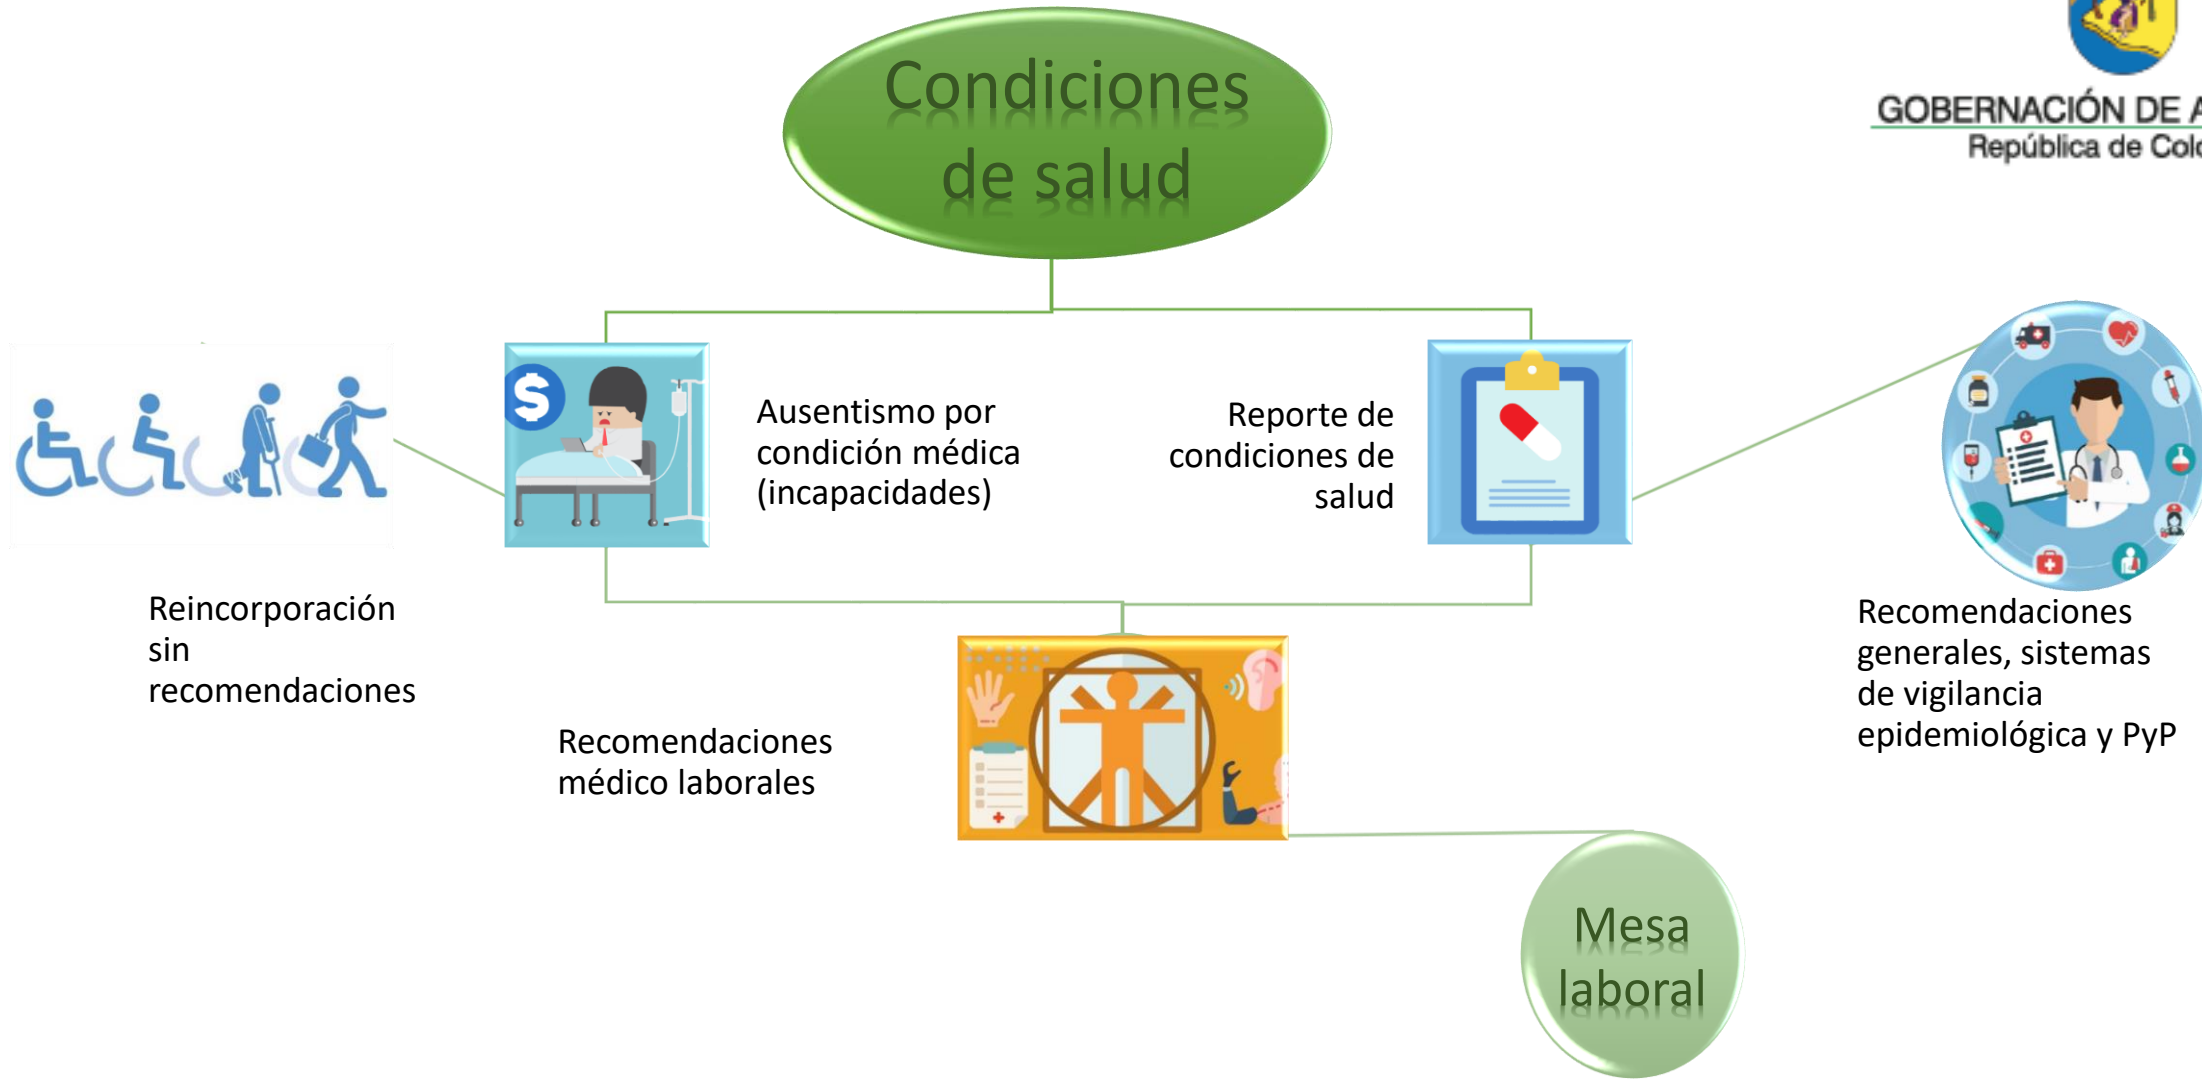 Condiciones
de salud
GOBERNACIÓN DE
República de
Ausentismo por
condición médica
(incapacidades)
Reporte de
condiciones de
salud
Reincorporación
sin
recomendaciones
Recomendaciones
médico laborales
Recomendaciones
generales, sistemas
de vigilancia
epidemiológica y PyP
Mesa
laboral